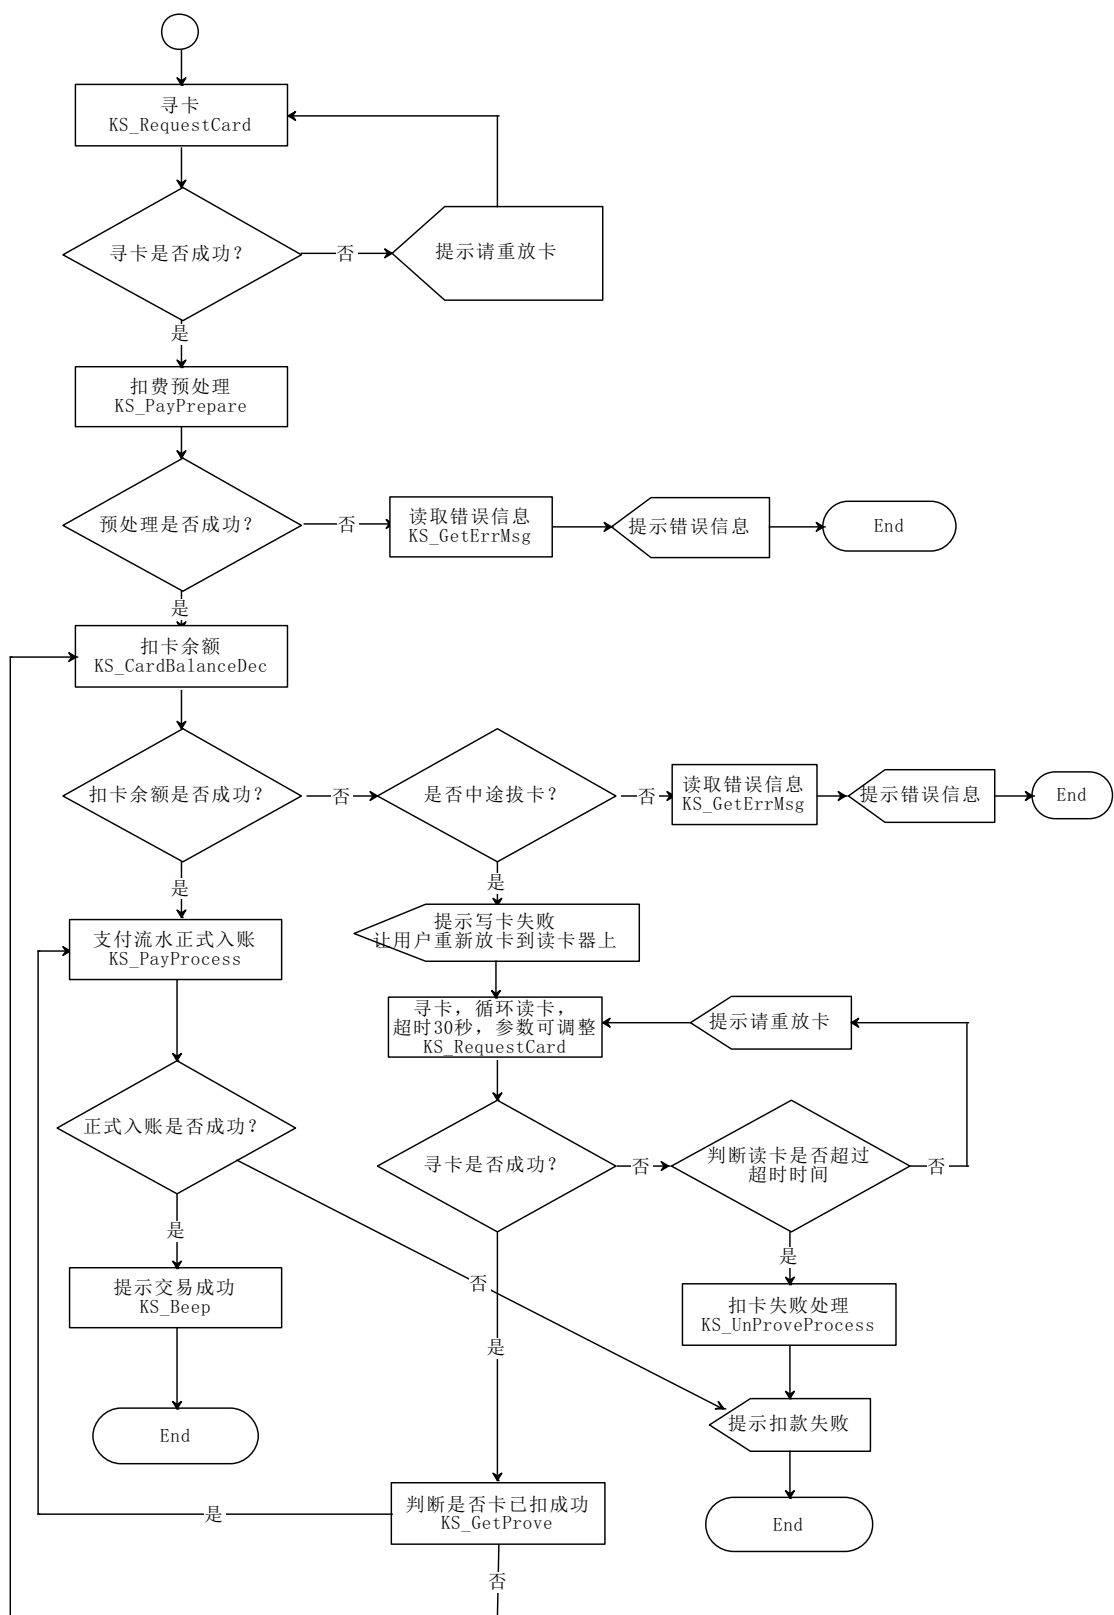 寻卡
KS_RequestCard
寻卡是否成功？
否
提示请重放卡
是
扣费预处理
KS_PayPrepare
预处理是否成功？
否
读取错误信息
KS_GetErrMsg
提示错误信息
End
是
扣卡余额
KS_CardBalanceDec
扣卡余额是否成功？
否
是否中途拔卡？
否
读取错误信息
KS_GetErrMsg
提示错误信息
End
是
是
支付流水正式入账
KS_PayProcess
提示写卡失败
让用户重新放卡到读卡器上
寻卡，循环读卡，
超时30秒，参数可调整
KS_RequestCard
提示请重放卡
正式入账是否成功？
寻卡是否成功？
否
判断读卡是否超过
超时时间
否
是
是
否
提示交易成功
KS_Beep
扣卡失败处理
KS_UnProveProcess
是
提示扣款失败
End
判断是否卡已扣成功
KS_GetProve
是
End
否